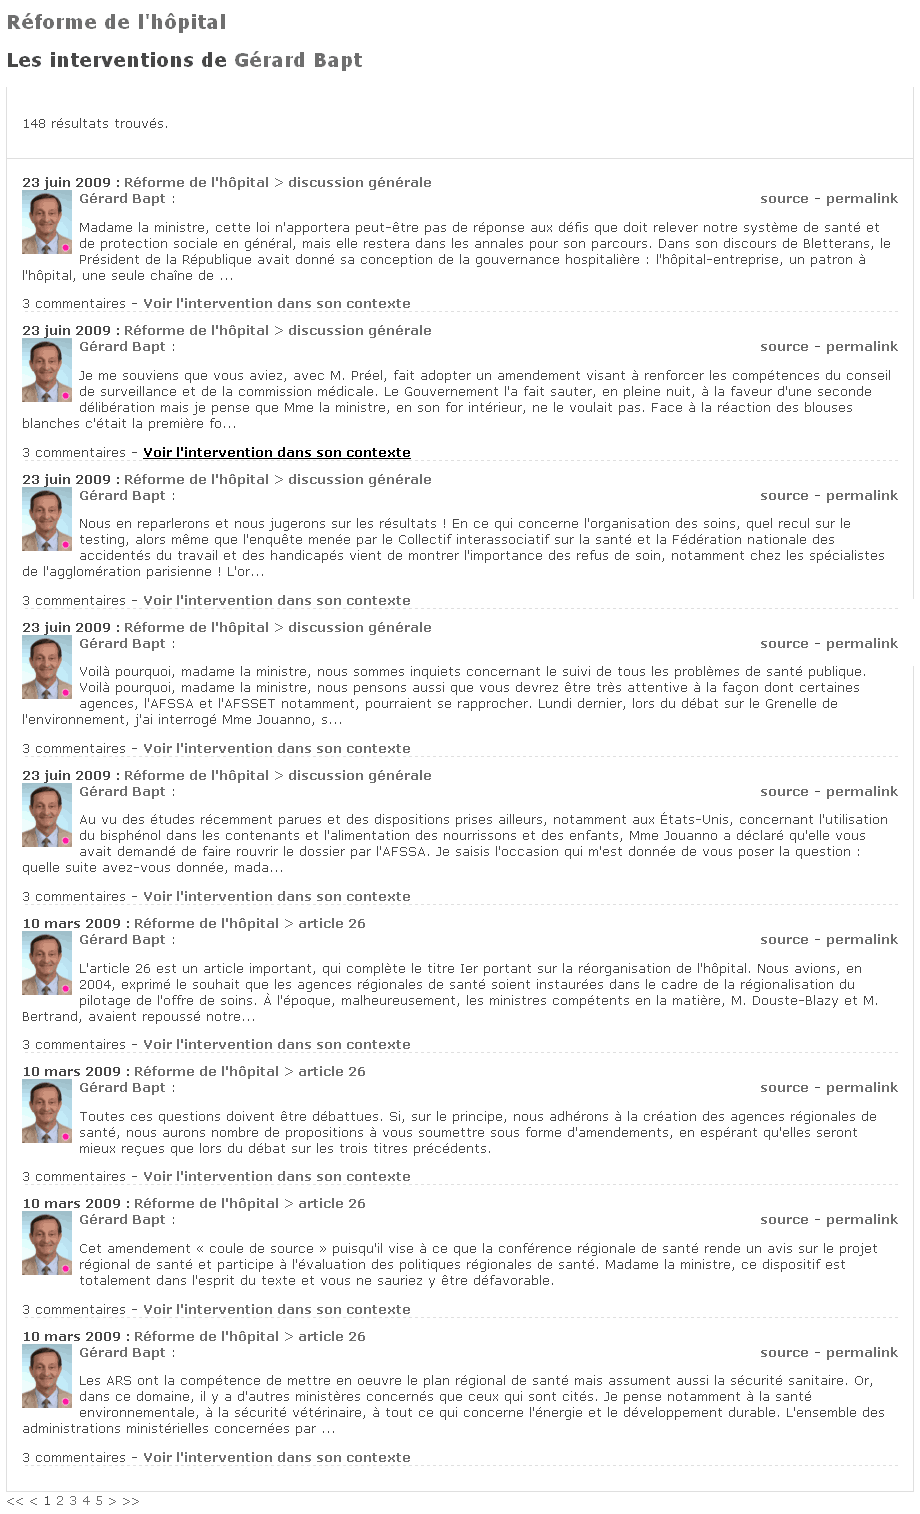 Réforme de l'hôpital
Les interventions de Gérard Bapt
148 résultats trouvés.
23 juin 2009 : Réforme de l'hôpital > discussion générale
Gérard Bapt : source - permalink
Madame la ministre, cette loi n'apportera peut-être pas de réponse aux défis que doit relever notre système de santé et
de protection sociale en général, mais elle restera dans les annales pour son parcours. Dans son discours de Bletterans, le
Président de la République avait donné sa conception de la gouvernance hospitalière : l'hôpital-entreprise, un patron à
l'hôpital, une seule chaîne de ...
3 commentaires - Voir l'intervention dans son contexte
23 juin 2009 : Réforme de l'hôpital > discussion générale
Gérard Bapt : source - permalink
Je me souviens que vous aviez, avec M. Préel, fait adopter un amendement visant à renforcer les compétences du conseil
de surveillance et de la commission médicale. Le Gouvernement l'a fait sauter, en pleine nuit, à la faveur d'une seconde
délibération mais je pense que Mme la ministre, en son for intérieur, ne le voulait pas. Face à la réaction des blouses
blanches c'était la première fo...
3 commentaires - Voir l'intervention dans son contexte
23 juin 2009 : Réforme de l'hôpital > discussion générale
Gérard Bapt : source - permalink
Nous en reparlerons et nous jugerons sur les résultats ! En ce qui concerne l'organisation des soins, quel recul sur le
testing, alors même que l'enquête menée par le Collectif interassociatif sur la santé et la Fédération nationale des
accidentés du travail et des handicapés vient de montrer l'importance des refus de soin, notamment chez les spécialistes
de l'agglomération parisienne ! L'or...
3 commentaires - Voir l'intervention dans son contexte
23 juin 2009 : Réforme de l'hôpital > discussion générale
Gérard Bapt : source - permalink
Voilà pourquoi, madame la ministre, nous sommes inquiets concernant le suivi de tous les problèmes de santé publique.
Voilà pourquoi, madame la ministre, nous pensons aussi que vous devrez être très attentive à la façon dont certaines
agences, l'AFSSA et l'AFSSET notamment, pourraient se rapprocher. Lundi dernier, lors du débat sur le Grenelle de
l'environnement, j'ai interrogé Mme Jouanno, s...
3 commentaires - Voir l'intervention dans son contexte
23 juin 2009 : Réforme de l'hôpital > discussion générale
Gérard Bapt : source - permalink
Au vu des études récemment parues et des dispositions prises ailleurs, notamment aux États-Unis, concernant l'utilisation
du bisphénol dans les contenants et l'alimentation des nourrissons et des enfants, Mme Jouanno a déclaré qu'elle vous
avait demandé de faire rouvrir le dossier par l'AFSSA. Je saisis l'occasion qui m'est donnée de vous poser la question :
quelle suite avez-vous donnée, mada...
3 commentaires - Voir l'intervention dans son contexte
10 mars 2009 : Réforme de l'hôpital > article 26
Gérard Bapt : source - permalink
L'article 26 est un article important, qui complète le titre Ier portant sur la réorganisation de l'hôpital. Nous avions, en
2004, exprimé le souhait que les agences régionales de santé soient instaurées dans le cadre de la régionalisation du
pilotage de l'offre de soins. À l'époque, malheureusement, les ministres compétents en la matière, M. Douste-Blazy et M.
Bertrand, avaient repoussé notre...
3 commentaires - Voir l'intervention dans son contexte
10 mars 2009 : Réforme de l'hôpital > article 26
Gérard Bapt : source - permalink
Toutes ces questions doivent être débattues. Si, sur le principe, nous adhérons à la création des agences régionales de
santé, nous aurons nombre de propositions à vous soumettre sous forme d'amendements, en espérant qu'elles seront
mieux reçues que lors du débat sur les trois titres précédents.
3 commentaires - Voir l'intervention dans son contexte
10 mars 2009 : Réforme de l'hôpital > article 26
Gérard Bapt : source - permalink
Cet amendement « coule de source » puisqu'il vise à ce que la conférence régionale de santé rende un avis sur le projet
régional de santé et participe à l'évaluation des politiques régionales de santé. Madame la ministre, ce dispositif est
totalement dans l'esprit du texte et vous ne sauriez y être défavorable.
3 commentaires - Voir l'intervention dans son contexte
10 mars 2009 : Réforme de l'hôpital > article 26
Gérard Bapt : source - permalink
Les ARS ont la compétence de mettre en oeuvre le plan régional de santé mais assument aussi la sécurité sanitaire. Or,
dans ce domaine, il y a d'autres ministères concernés que ceux qui sont cités. Je pense notamment à la santé
environnementale, à la sécurité vétérinaire, à tout ce qui concerne l'énergie et le développement durable. L'ensemble des
administrations ministérielles concernées par ...
3 commentaires - Voir l'intervention dans son contexte
<< < 1 2 3 4 5 > >>